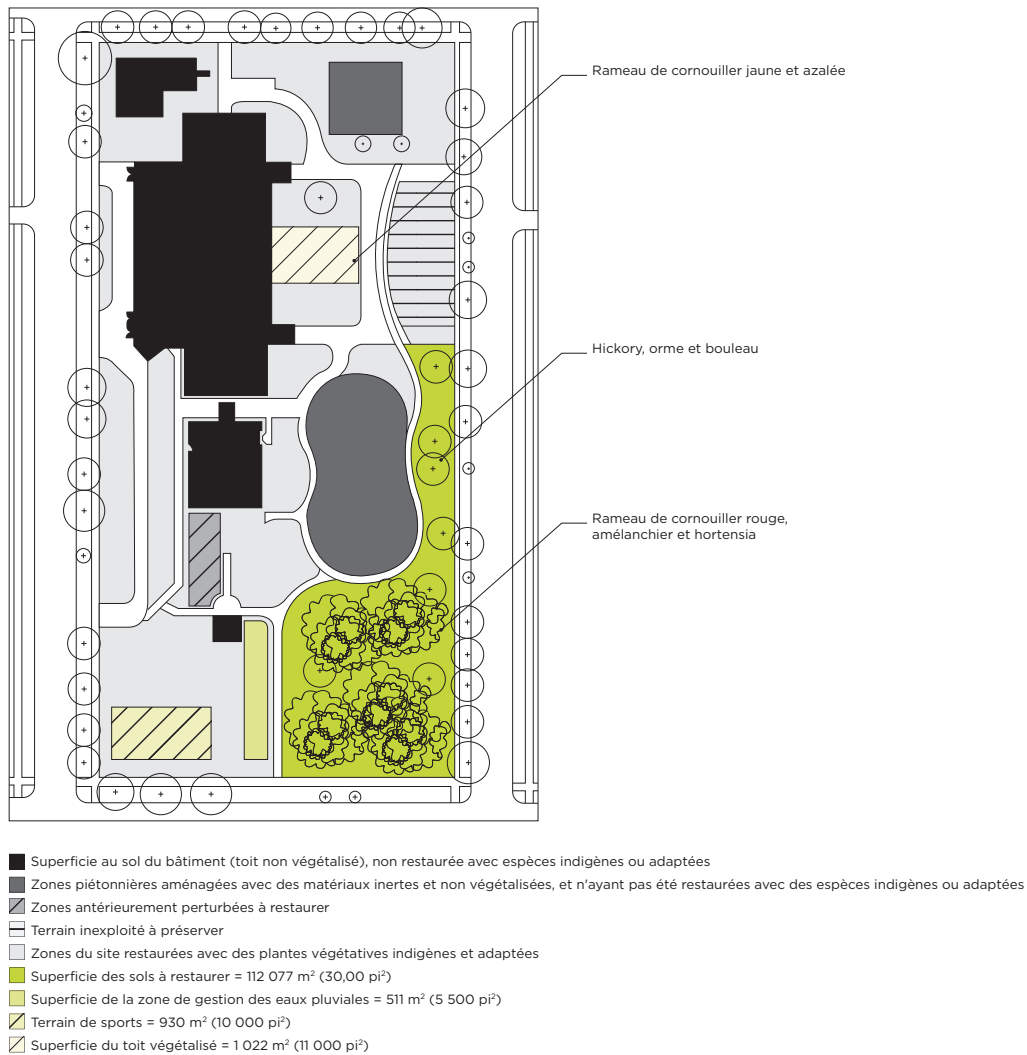 Rameau de cornouiller jaune et azalée
Hickory, orme et bouleau
Rameau de cornouiller rouge,
amélanchier et hortensia
Superficie au sol du bâtiment (toit non végétalisé), non restaurée avec espèces indigènes ou adaptées
Zones piétonnières aménagées avec des matériaux inertes et non végétalisées, et n'ayant pas été restaurées avec des espèces indigènes ou adaptées
Zones antérieurement perturbées à restaurer
Terrain inexploité à préserver
Zones du site restaurées avec des plantes végétatives indigènes et adaptées
Superficie des sols à restaurer = 112 077 m² (30,00 pi²)
Superficie de la zone de gestion des eaux pluviales = 511 m² (5 500 pi²)
Terrain de sports = 930 m² (10 000 pi²)
Superficie du toit végétalisé = 1 022 m² (11 000 pi²)